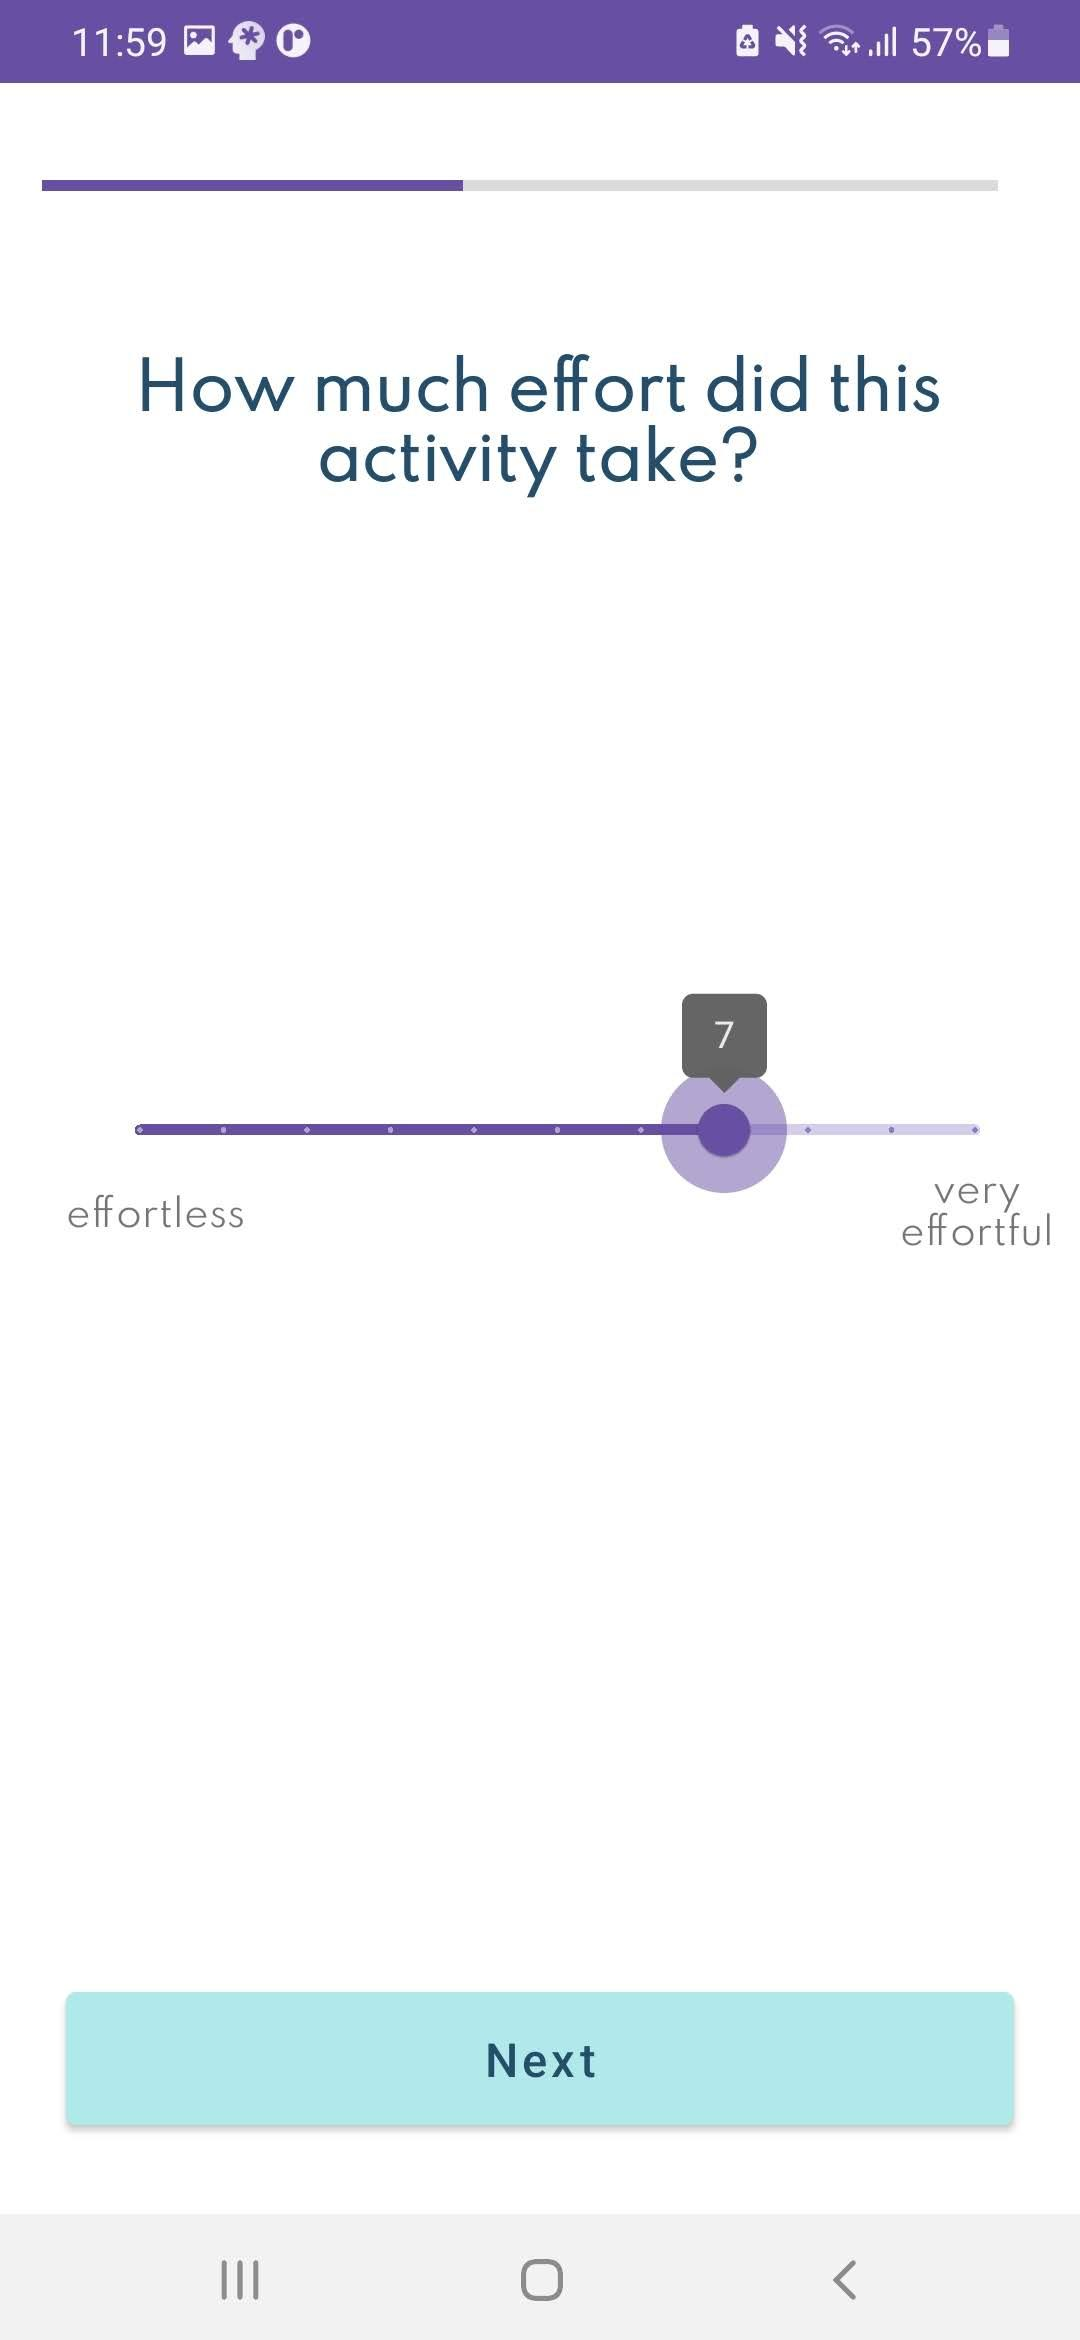 11:59 57%
How much effort did this
activity take?
7
effortless
very
effortful
Next